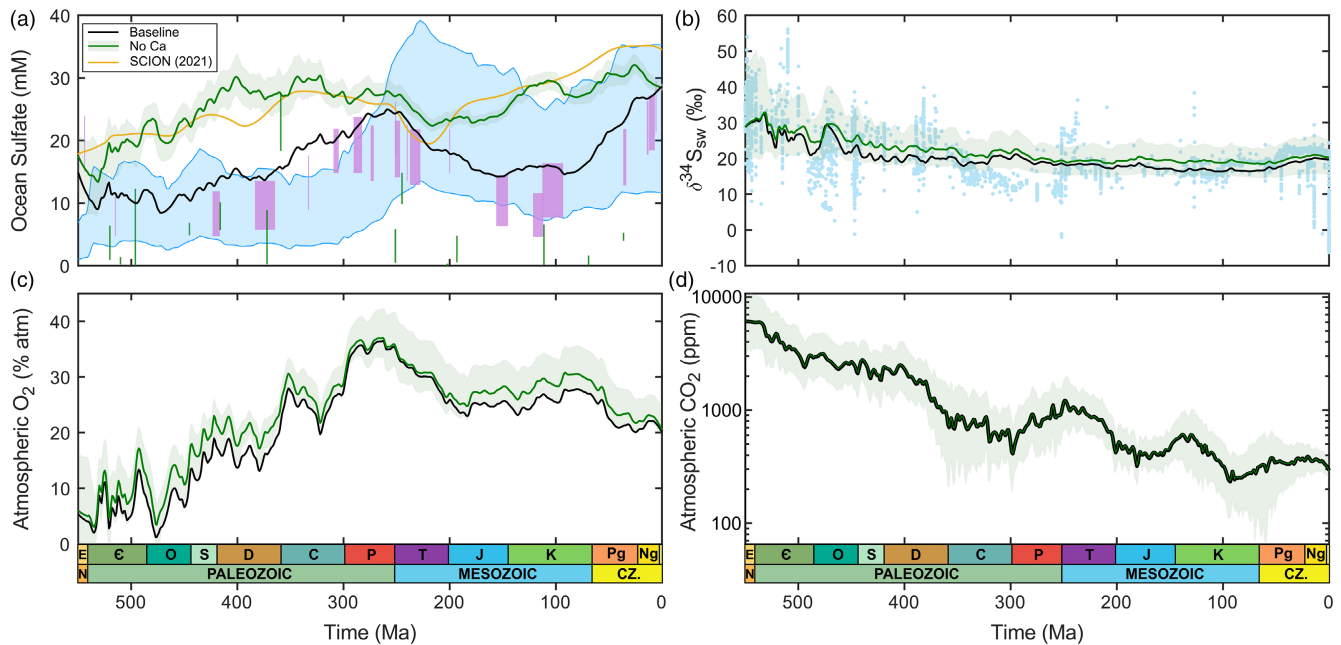 (a)
Ocean Sulfate (mM)
40
30
20
10
0
Baseline
No Ca
SCION (2021)
(b)
δ³⁴S_sw (‰)
60
50
40
30
20
10
0
-10
(c)
Atmospheric O₂ (% atm)
40
30
20
10
0
E Є O S D C P T J K Pg Ng
N PALEOZOIC MESOZOIC CZ.
500 400 300 200 100 0
Time (Ma)
(d)
Atmospheric CO₂ (ppm)
10000
1000
100
E Є O S D C P T J K Pg Ng
N PALEOZOIC MESOZOIC CZ.
500 400 300 200 100 0
Time (Ma)